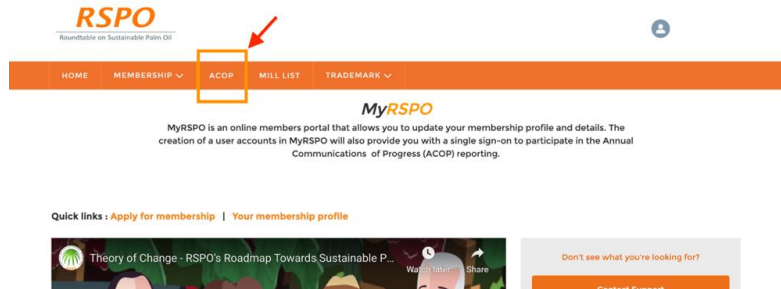 RSPO
Roundtable on Sustainable Palm Oil
HOME MEMBERSHIP ACOP MILL LIST TRADEMARK
MyRSPO
MyRSPO is an online members portal that allows you to update your membership profile and details. The
creation of a user accounts in MyRSPO will also provide you with a single sign-on to participate in the Annual
Communications of Progress (ACOP) reporting.
Quick links : Apply for membership | Your membership profile
Theory of Change - RSPO's Roadmap Towards Sustainable P...
Watch later Share
Don't see what you're looking for?
Contact Support